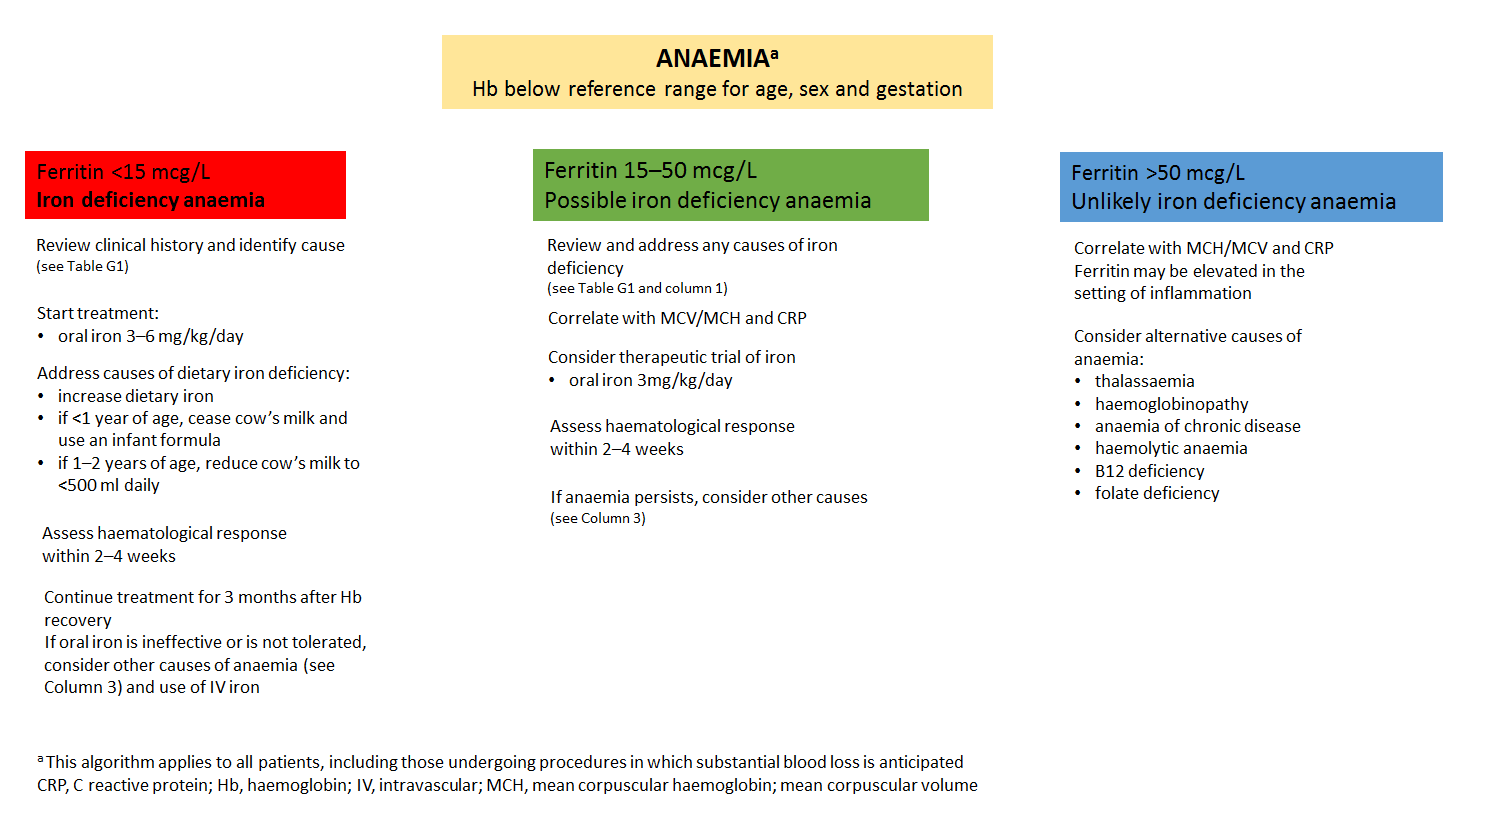 ANAEMIAᵃ
Hb below reference range for age, sex and gestation
Ferritin <15 mcg/L
Iron deficiency anaemia
Review clinical history and identify cause
(see Table G1)
Start treatment:
• oral iron 3–6 mg/kg/day
Address causes of dietary iron deficiency:
• increase dietary iron
• if <1 year of age, cease cow's milk and
use an infant formula
• if 1–2 years of age, reduce cow's milk to
<500 ml daily
Assess haematological response
within 2–4 weeks
Continue treatment for 3 months after Hb
recovery
If oral iron is ineffective or is not tolerated,
consider other causes of anaemia (see
Column 3) and use of IV iron
Ferritin 15–50 mcg/L
Possible iron deficiency anaemia
Review and address any causes of iron
deficiency
(see Table G1 and column 1)
Correlate with MCV/MCH and CRP
Consider therapeutic trial of iron
• oral iron 3mg/kg/day
Assess haematological response
within 2–4 weeks
If anaemia persists, consider other causes
(see Column 3)
Ferritin >50 mcg/L
Unlikely iron deficiency anaemia
Correlate with MCH/MCV and CRP
Ferritin may be elevated in the
setting of inflammation
Consider alternative causes of
anaemia:
• thalassaemia
• haemoglobinopathy
• anaemia of chronic disease
• haemolytic anaemia
• B12 deficiency
• folate deficiency
ᵃ This algorithm applies to all patients, including those undergoing procedures in which substantial blood loss is anticipated
CRP, C reactive protein; Hb, haemoglobin; IV, intravascular; MCH, mean corpuscular haemoglobin; mean corpuscular volume